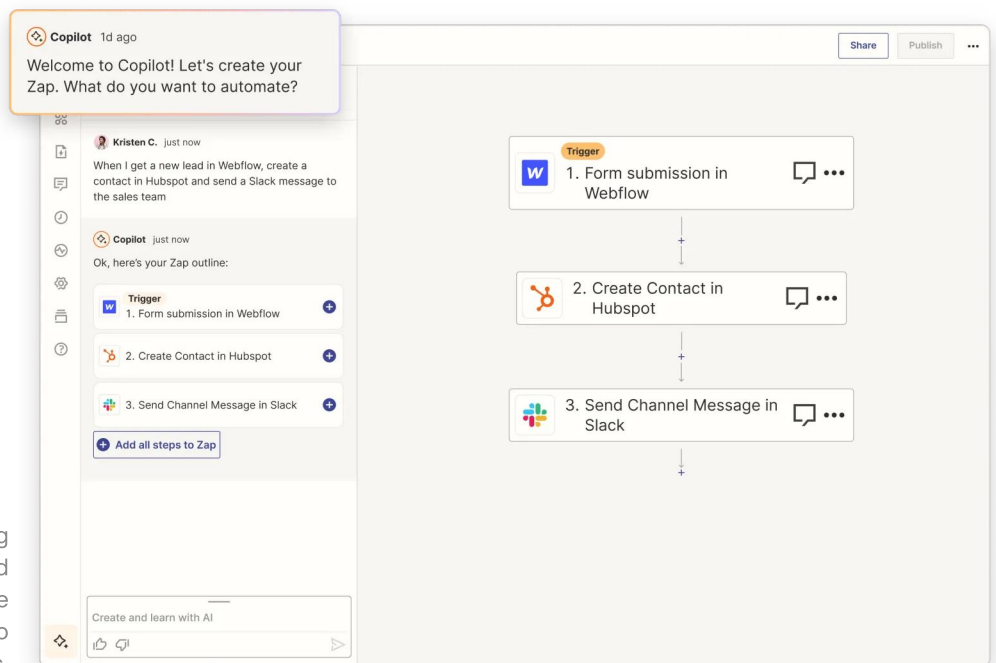 Copilot 1d ago
Welcome to Copilot! Let's create your
Zap. What do you want to automate?
Share
Publish
Kristen C. just now
When I get a new lead in Webflow, create a
contact in Hubspot and send a Slack message to
the sales team
Copilot just now
Ok, here's your Zap outline:
Trigger
1. Form submission in Webflow
2. Create Contact in Hubspot
3. Send Channel Message in Slack
Add all steps to Zap
Create and learn with AI
Trigger
1. Form submission in
Webflow
2. Create Contact in
Hubspot
3. Send Channel Message in
Slack